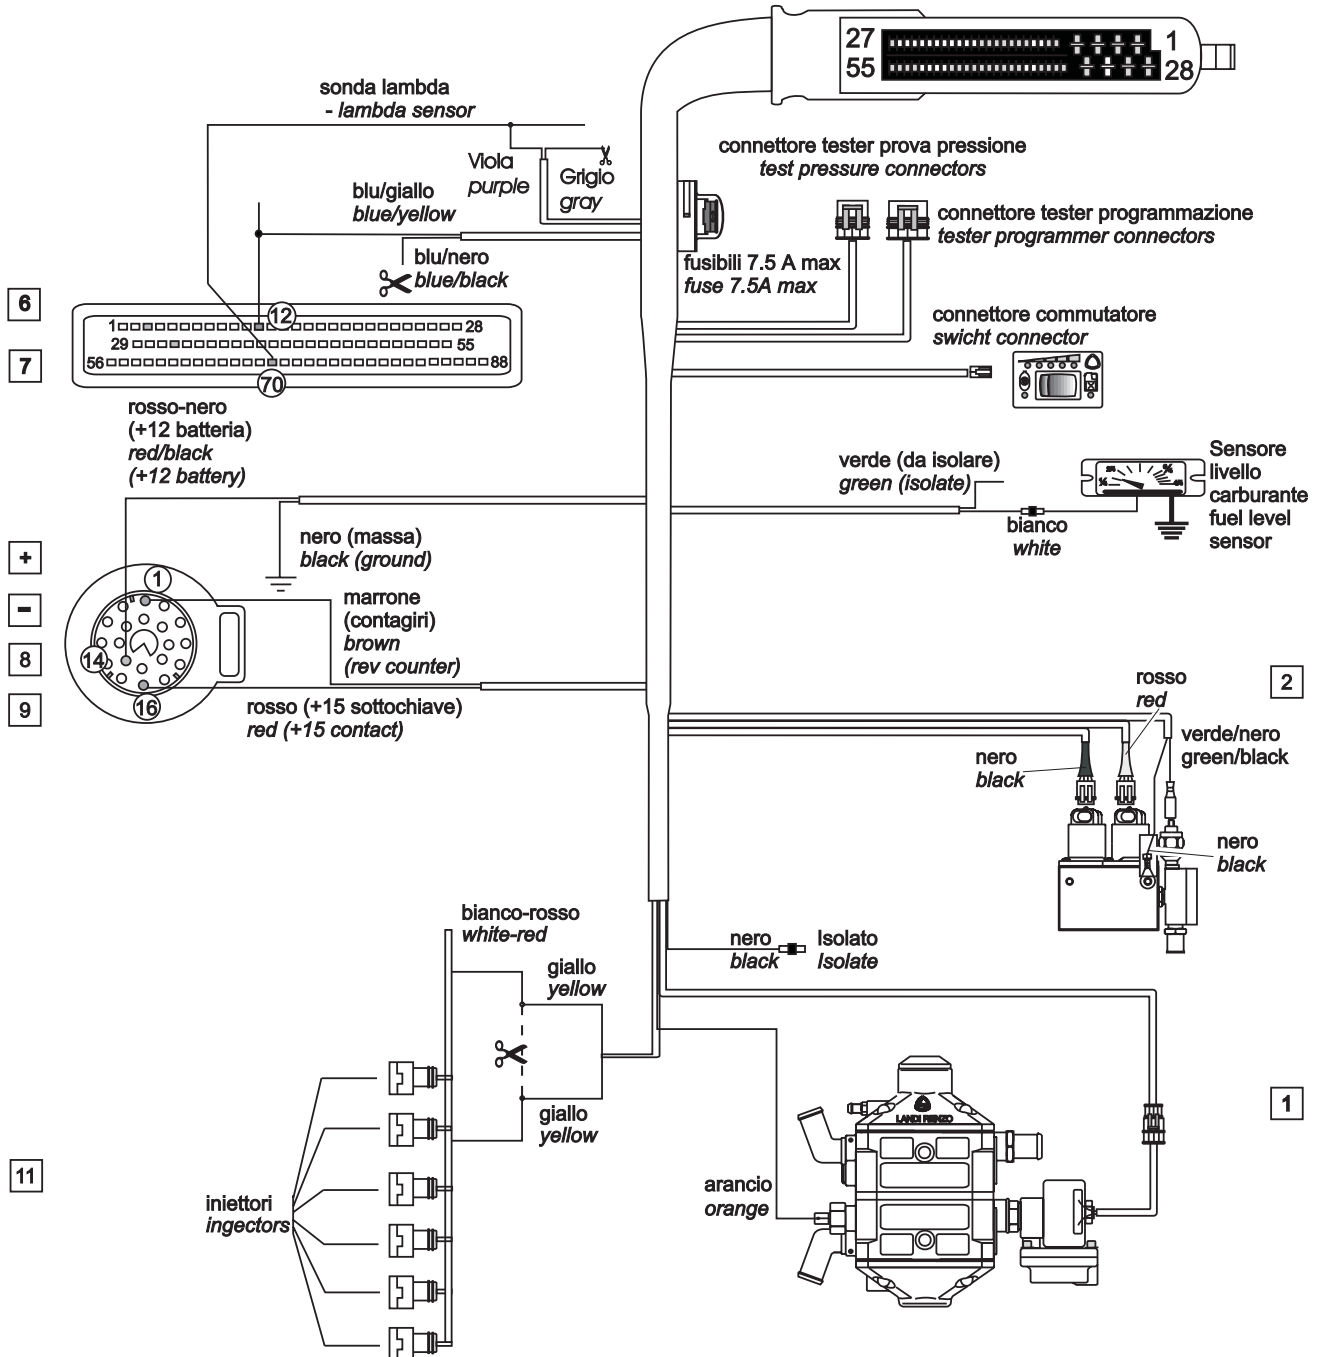 27
1
55
28
sonda lambda
- lambda sensor
Viola
purple
Grigio
gray
connettore tester prova pressione
test pressure connectors
blu/giallo
blue/yellow
connettore tester programmazione
tester programmer connectors
blu/nero
blue/black
fusibili 7.5 A max
fuse 7.5A max
6
12
1
28
29
55
7
56
88
70
connettore commutatore
swicht connector
rosso-nero
(+12 batteria)
red/black
(+12 battery)
verde (da isolare)
green (isolate)
bianco
white
Sensore
livello
carburante
fuel level
sensor
nero (massa)
black (ground)
+
-
8
9
1
14
16
marrone
(contagiri)
brown
(rev counter)
rosso (+15 sottochiave)
red (+15 contact)
rosso
red
2
verde/nero
green/black
nero
black
nero
black
bianco-rosso
white-red
giallo
yellow
nero
black
Isolato
Isolate
giallo
yellow
LANDI RENZO
1
11
iniettori
ingectors
arancio
orange